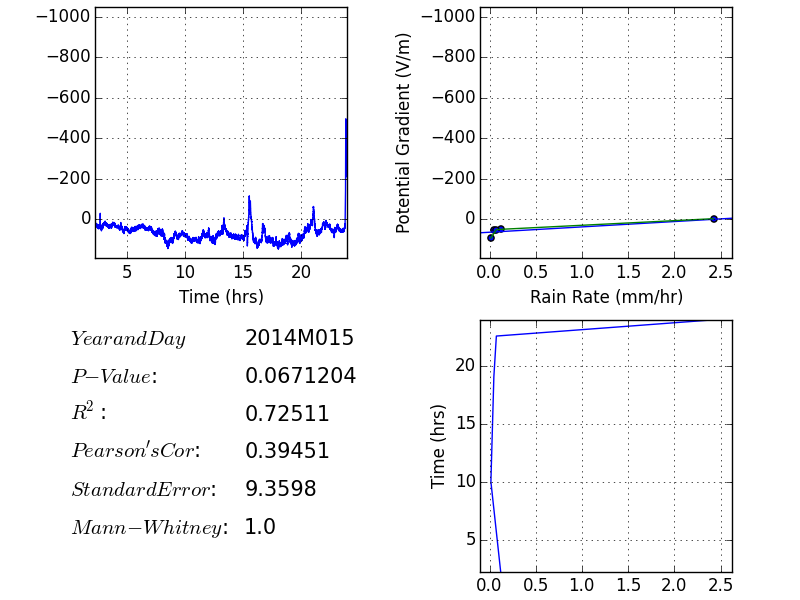 −1000
−800
−600
−400
−200
0
5 10 15 20
Time (hrs)
Potential Gradient (V/m)
−1000
−800
−600
−400
−200
0
0.0 0.5 1.0 1.5 2.0 2.5
Rain Rate (mm/hr)
YearandDay 2014M015
P−Value: 0.0671204
R²: 0.72511
Pearson′sCor: 0.39451
StandardError: 9.3598
Mann−Whitney: 1.0
Time (hrs)
20
15
10
5
0.0 0.5 1.0 1.5 2.0 2.5